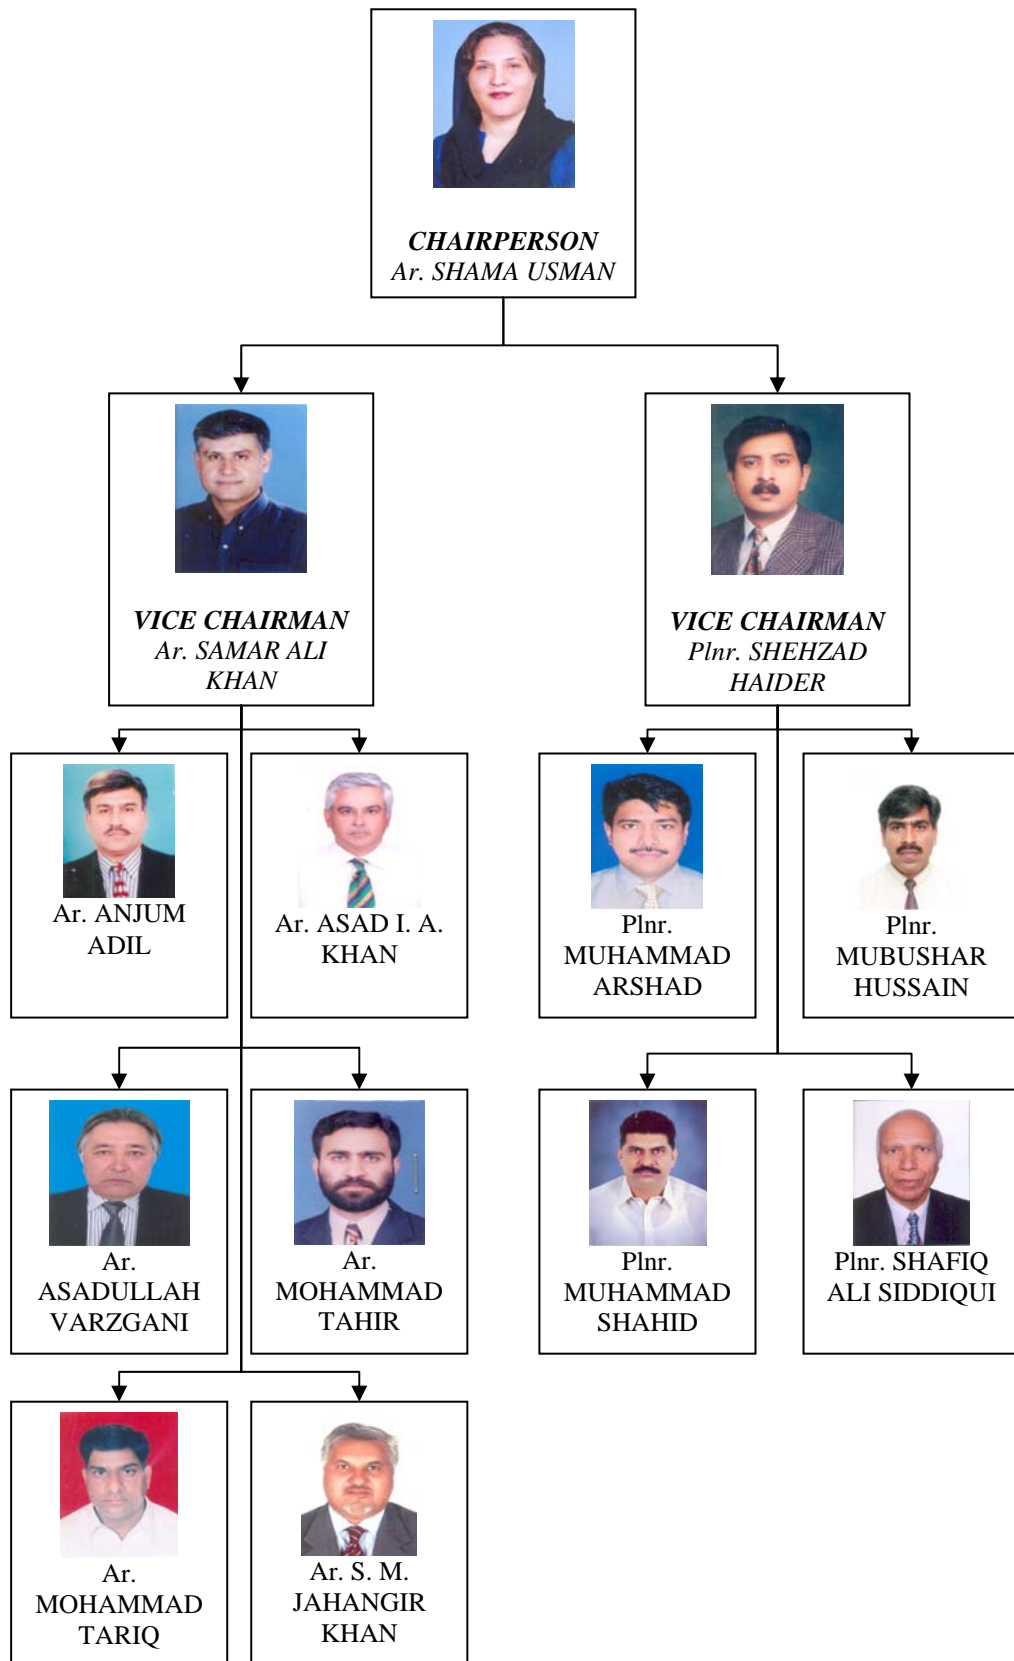 CHAIRPERSON
Ar. SHAMA USMAN
VICE CHAIRMAN
Ar. SAMAR ALI
KHAN
VICE CHAIRMAN
Plnr. SHEHZAD
HAIDER
Ar. ANJUM
ADIL
Ar. ASAD I. A.
KHAN
Plnr.
MUHAMMAD
ARSHAD
Plnr.
MUBUSHAR
HUSSAIN
Ar.
ASADULLAH
VARZGANI
Ar.
MOHAMMAD
TAHIR
Plnr.
MUHAMMAD
SHAHID
Plnr. SHAFIQ
ALI SIDDIQUI
Ar.
MOHAMMAD
TARIQ
Ar. S. M.
JAHANGIR
KHAN